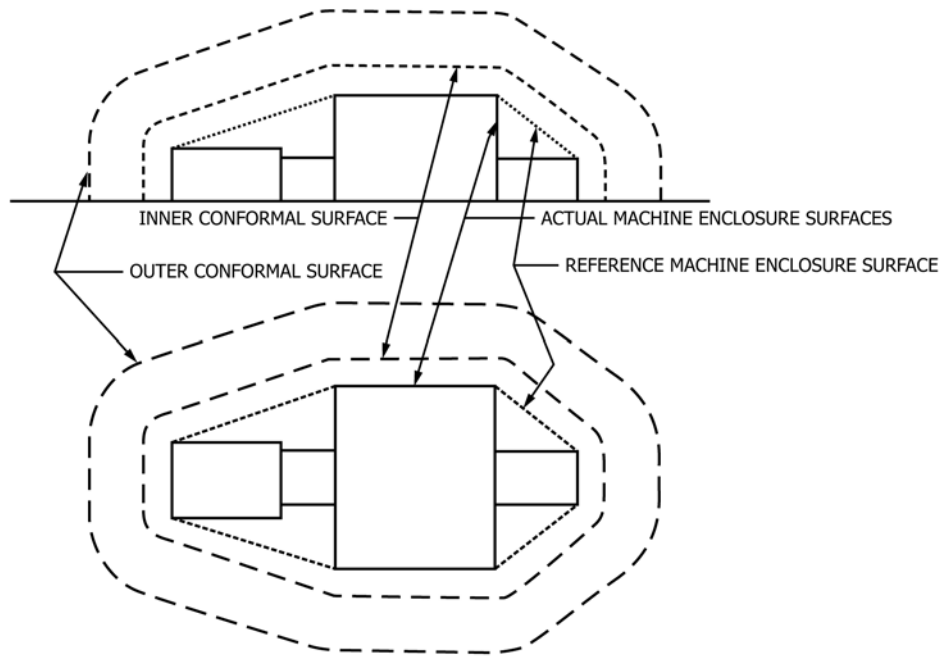 INNER CONFORMAL SURFACE
ACTUAL MACHINE ENCLOSURE SURFACES
OUTER CONFORMAL SURFACE
REFERENCE MACHINE ENCLOSURE SURFACE